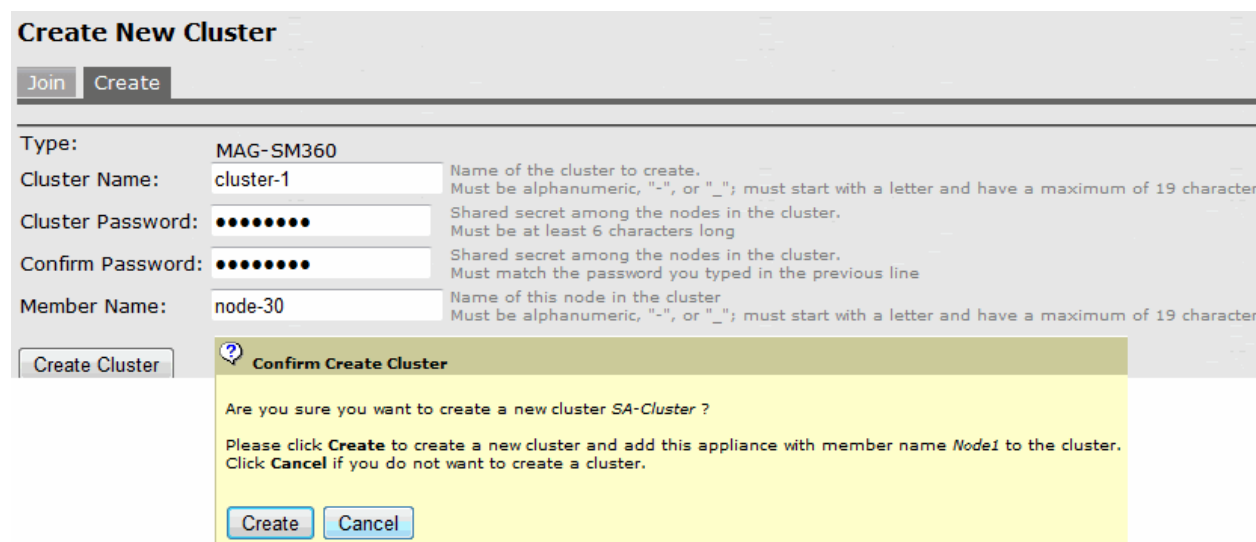 Create New Cluster
Join Create
Type: MAG-SM360
Cluster Name: cluster-1 Name of the cluster to create.
Must be alphanumeric, "-", or "_"; must start with a letter and have a maximum of 19 character
Cluster Password: ●●●●●●●● Shared secret among the nodes in the cluster.
Must be at least 6 characters long
Confirm Password: ●●●●●●●● Shared secret among the nodes in the cluster.
Must match the password you typed in the previous line
Member Name: node-30 Name of this node in the cluster
Must be alphanumeric, "-", or "_"; must start with a letter and have a maximum of 19 character
Create Cluster
? Confirm Create Cluster
Are you sure you want to create a new cluster SA-Cluster ?
Please click Create to create a new cluster and add this appliance with member name Node1 to the cluster.
Click Cancel if you do not want to create a cluster.
Create Cancel